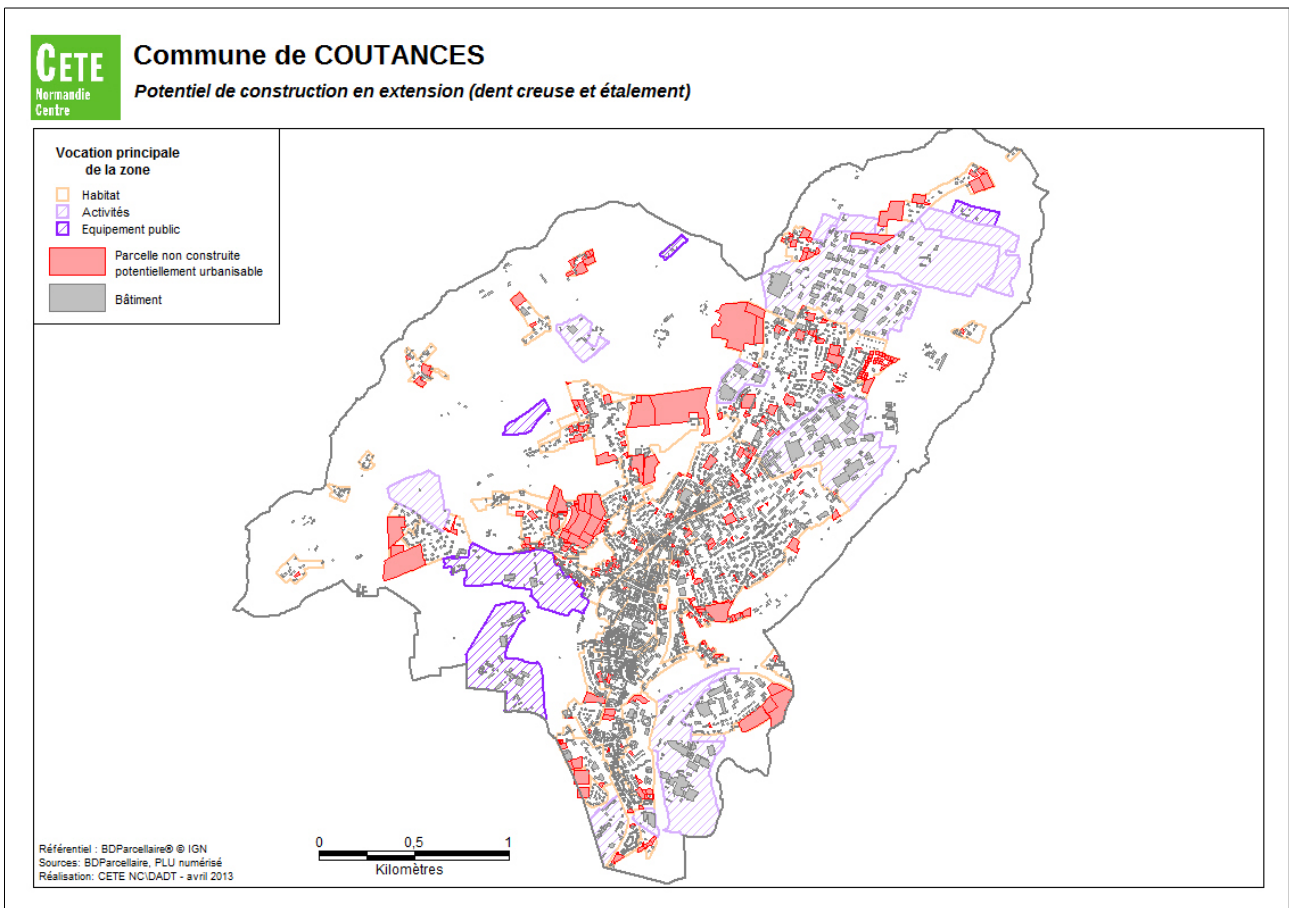 CETE
Normandie
Centre
Commune de COUTANCES
Potentiel de construction en extension (dent creuse et étalement)
Vocation principale
de la zone
Habitat
Activités
Equipement public
Parcelle non construite
potentiellement urbanisable
Bâtiment
0 0,5 1
Kilomètres
Référentiel : BDParcellaire® © IGN
Sources: BDParcellaire, PLU numérisé
Réalisation: CETE NC\DADT - avril 2013